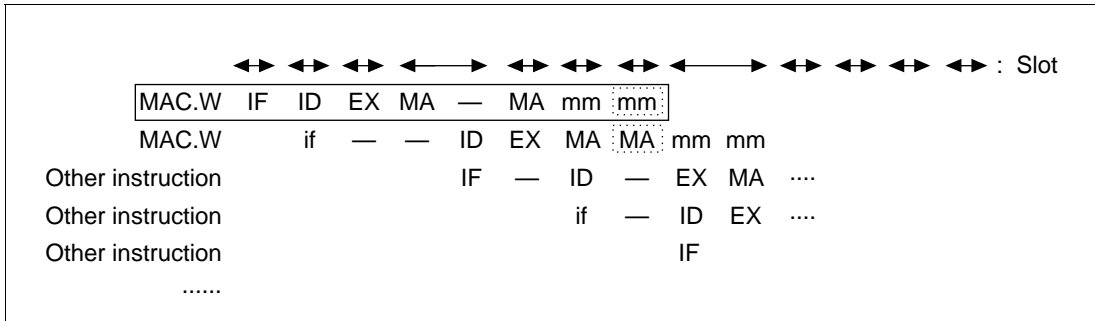 : Slot
MAC.W IF ID EX MA — MA mm mm
MAC.W if — — ID EX MA MA mm mm
Other instruction IF — ID — EX MA ····
Other instruction if — ID EX ····
Other instruction IF
······